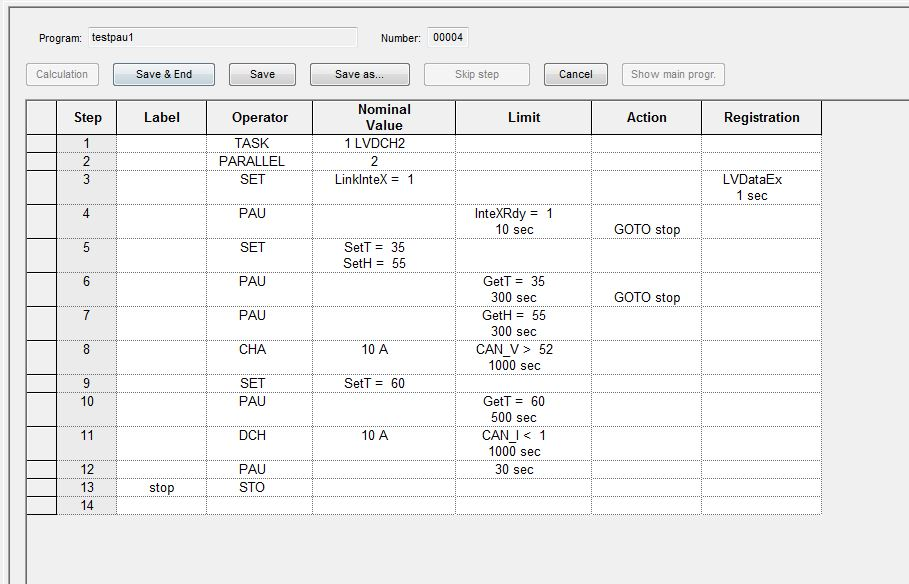 Program: testpau1 Number: 00004
Calculation Save & End Save Save as... Skip step Cancel Show main progr.
Step Label Operator Nominal Value Limit Action Registration
1 TASK 1 LVDCH2
2 PARALLEL 2
3 SET LinkInteX = 1 LVDataEx
1 sec
4 PAU InteXRdy = 1
10 sec GOTO stop
5 SET SetT = 35
SetH = 55
6 PAU GetT = 35
300 sec GOTO stop
7 PAU GetH = 55
300 sec
8 CHA 10 A CAN_V > 52
1000 sec
9 SET SetT = 60
10 PAU GetT = 60
500 sec
11 DCH 10 A CAN_I < 1
1000 sec
12 PAU 30 sec
13 stop STO
14